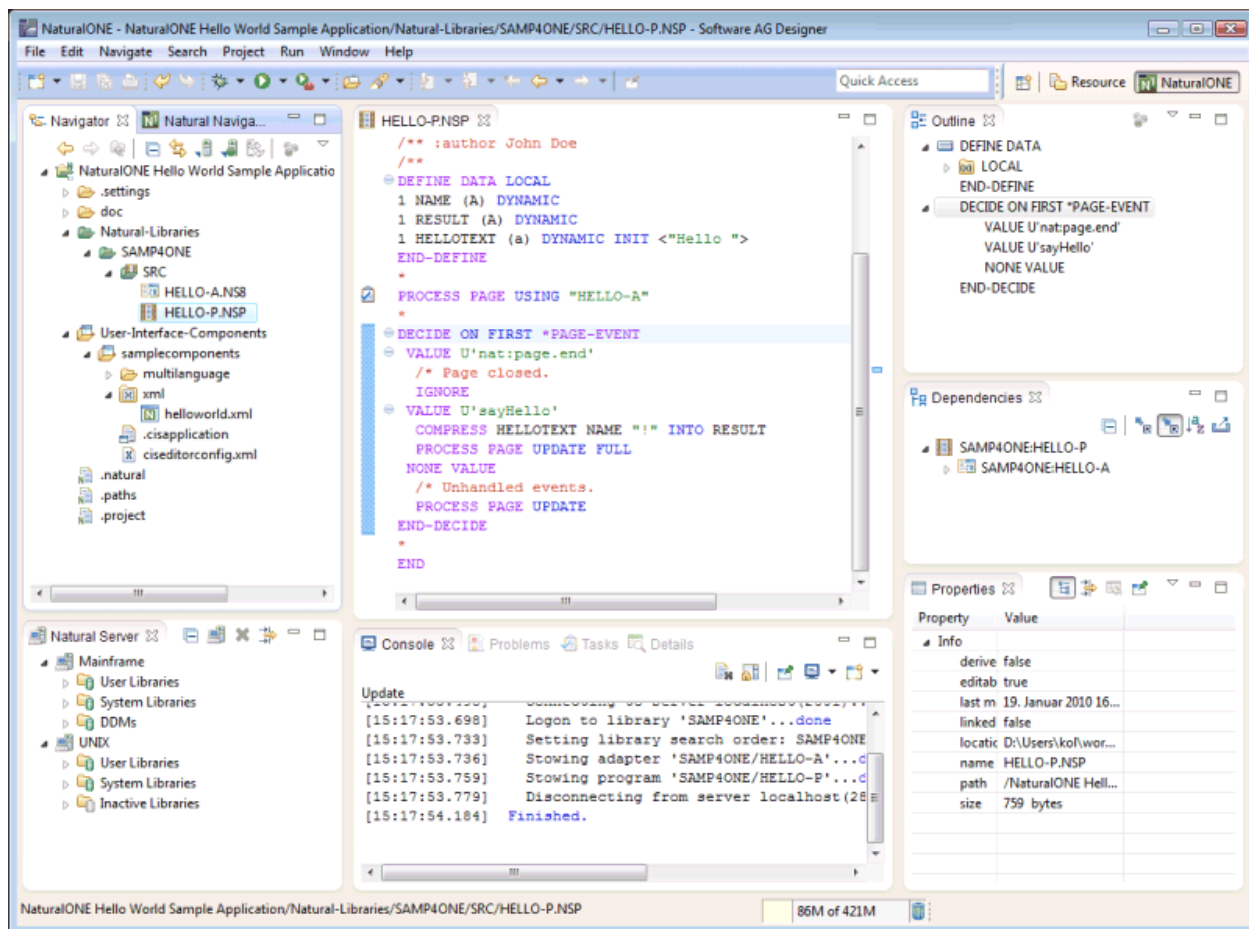 NaturalONE - NaturalONE Hello World Sample Application/Natural-Libraries/SAMP4ONE/SRC/HELLO-P.NSP - Software AG Designer
File Edit Navigate Search Project Run Window Help
Quick Access
Resource
NaturalONE
Navigator
Natural Naviga...
NaturalONE Hello World Sample Applicatio
.settings
doc
Natural-Libraries
SAMP4ONE
SRC
HELLO-A.NS8
HELLO-P.NSP
User-Interface-Components
samplecomponents
multilanguage
xml
helloworld.xml
.cisapplication
ciseditorconfig.xml
.natural
.paths
.project
HELLO-P.NSP
/** :author John Doe
/**
DEFINE DATA LOCAL
1 NAME (A) DYNAMIC
1 RESULT (A) DYNAMIC
1 HELLOTEXT (a) DYNAMIC INIT <"Hello ">
END-DEFINE
*
PROCESS PAGE USING "HELLO-A"
*
DECIDE ON FIRST *PAGE-EVENT
VALUE U'nat:page.end'
/* Page closed.
IGNORE
VALUE U'sayHello'
COMPRESS HELLOTEXT NAME "!" INTO RESULT
PROCESS PAGE UPDATE FULL
NONE VALUE
/* Unhandled events.
PROCESS PAGE UPDATE
END-DECIDE
*
END
Outline
DEFINE DATA
LOCAL
END-DEFINE
DECIDE ON FIRST *PAGE-EVENT
VALUE U'nat:page.end'
VALUE U'sayHello'
NONE VALUE
END-DECIDE
Dependencies
SAMP4ONE:HELLO-P
SAMP4ONE:HELLO-A
Natural Server
Mainframe
User Libraries
System Libraries
DDMs
UNIX
User Libraries
System Libraries
Inactive Libraries
Console Problems Tasks Details
Update
[15:17:53.698] Logon to library 'SAMP4ONE'...done
[15:17:53.733] Setting library search order: SAMP4ONE
[15:17:53.736] Stowing adapter 'SAMP4ONE/HELLO-A'...d
[15:17:53.759] Stowing program 'SAMP4ONE/HELLO-P'...d
[15:17:53.779] Disconnecting from server localhost(28
[15:17:54.184] Finished.
Properties
Property Value
Info
derive false
editab true
last m 19. Januar 2010 16...
linked false
locatic D:\Users\kol\wor...
name HELLO-P.NSP
path /NaturalONE Hell...
size 759 bytes
NaturalONE Hello World Sample Application/Natural-Libraries/SAMP4ONE/SRC/HELLO-P.NSP
86M of 421M